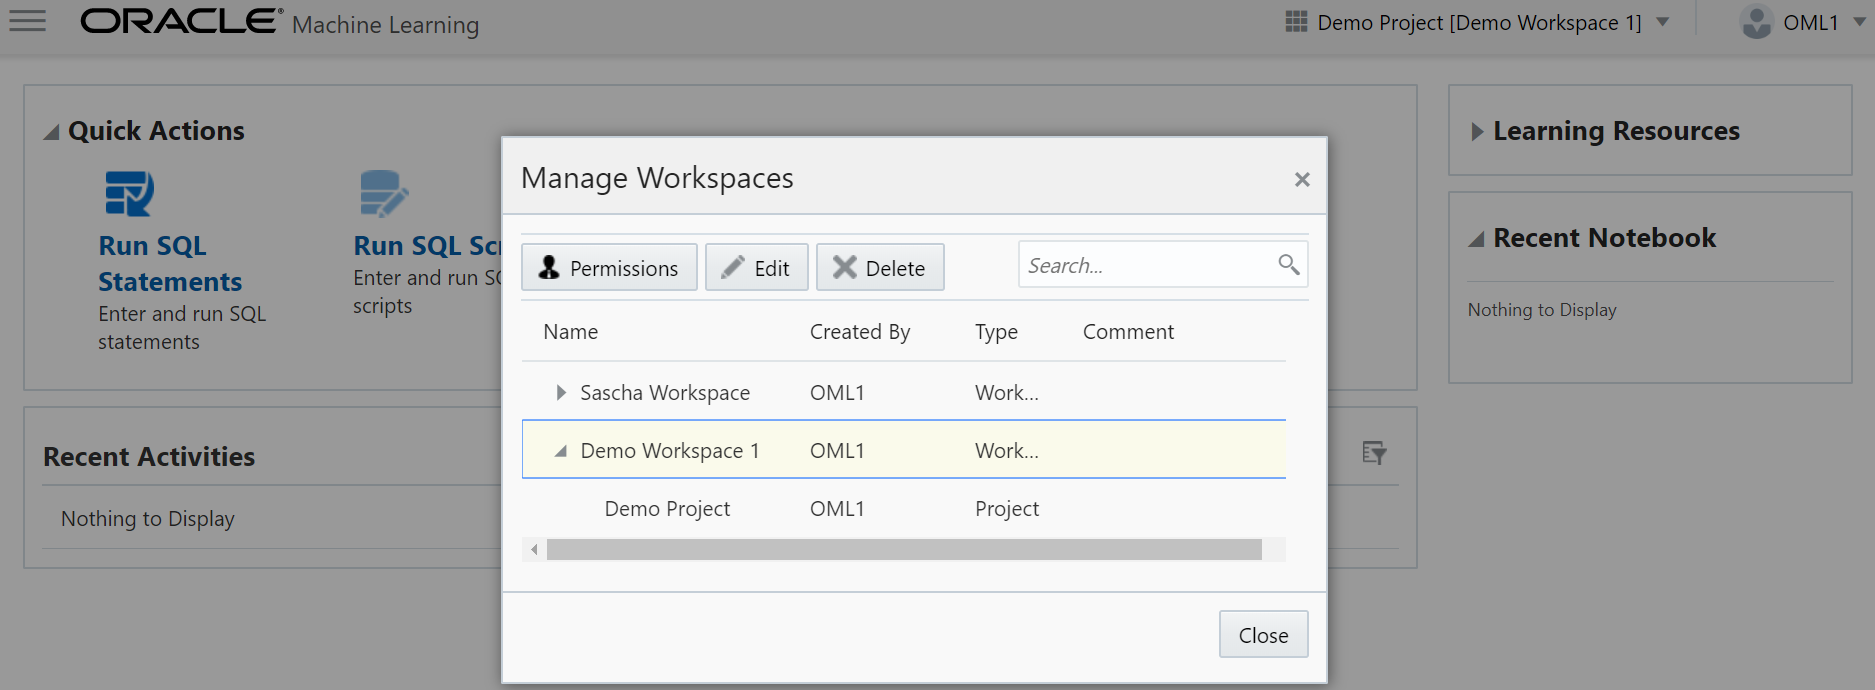 ORACLE® Machine Learning
Demo Project [Demo Workspace 1]
OML1
Quick Actions
Run SQL
Statements
Enter and run SQL
statements
Run SQL Sc
Enter and run SQ
scripts
Learning Resources
Recent Notebook
Nothing to Display
Recent Activities
Nothing to Display
Manage Workspaces
Permissions
Edit
Delete
Search...
Name Created By Type Comment
Sascha Workspace OML1 Work...
Demo Workspace 1 OML1 Work...
Demo Project OML1 Project
Close